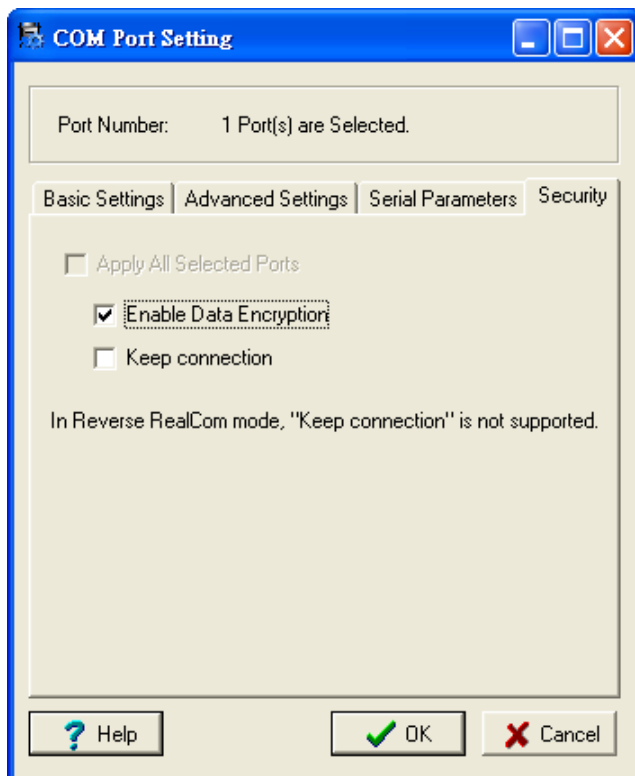 COM Port Setting
Port Number: 1 Port(s) are Selected.
Basic Settings Advanced Settings Serial Parameters Security
Apply All Selected Ports
Enable Data Encryption
Keep connection
In Reverse RealCom mode, "Keep connection" is not supported.
Help OK Cancel